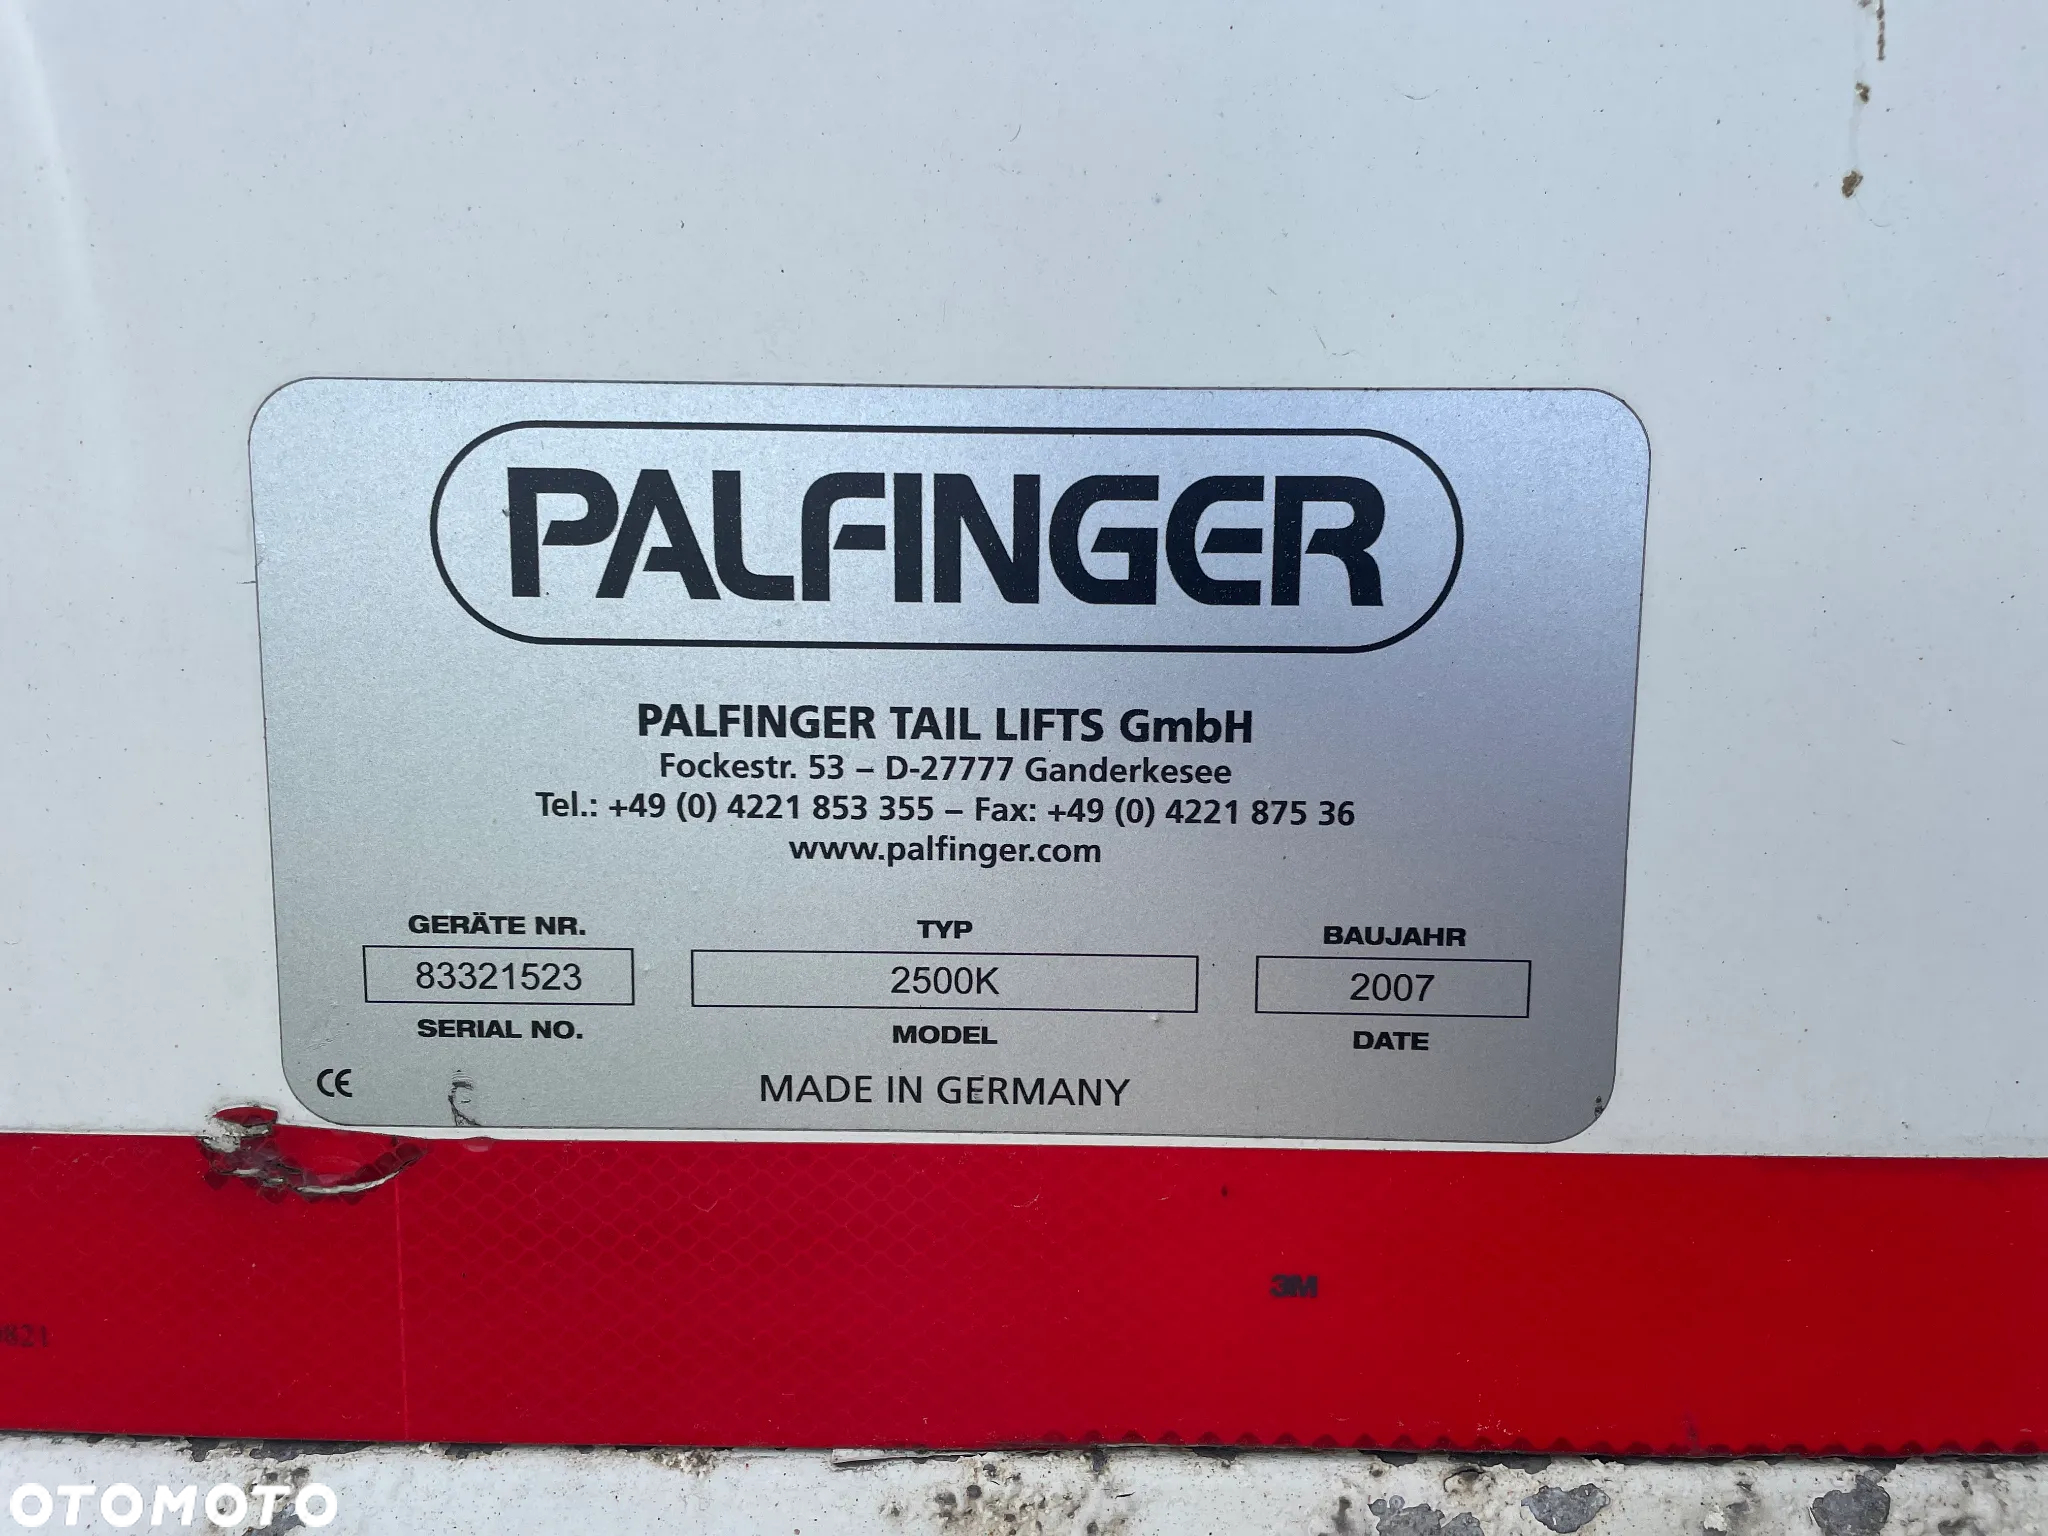 PALFINGER
PALFINGER TAIL LIFTS GmbH
Fockestr. 53 – D-27777 Ganderkesee
Tel.: +49 (0) 4221 853 355 – Fax: +49 (0) 4221 875 36
www.palfinger.com
GERÄTE NR. TYP BAUJAHR
83321523 2500K 2007
SERIAL NO. MODEL DATE
CE MADE IN GERMANY
3M
821
OTOMOTO